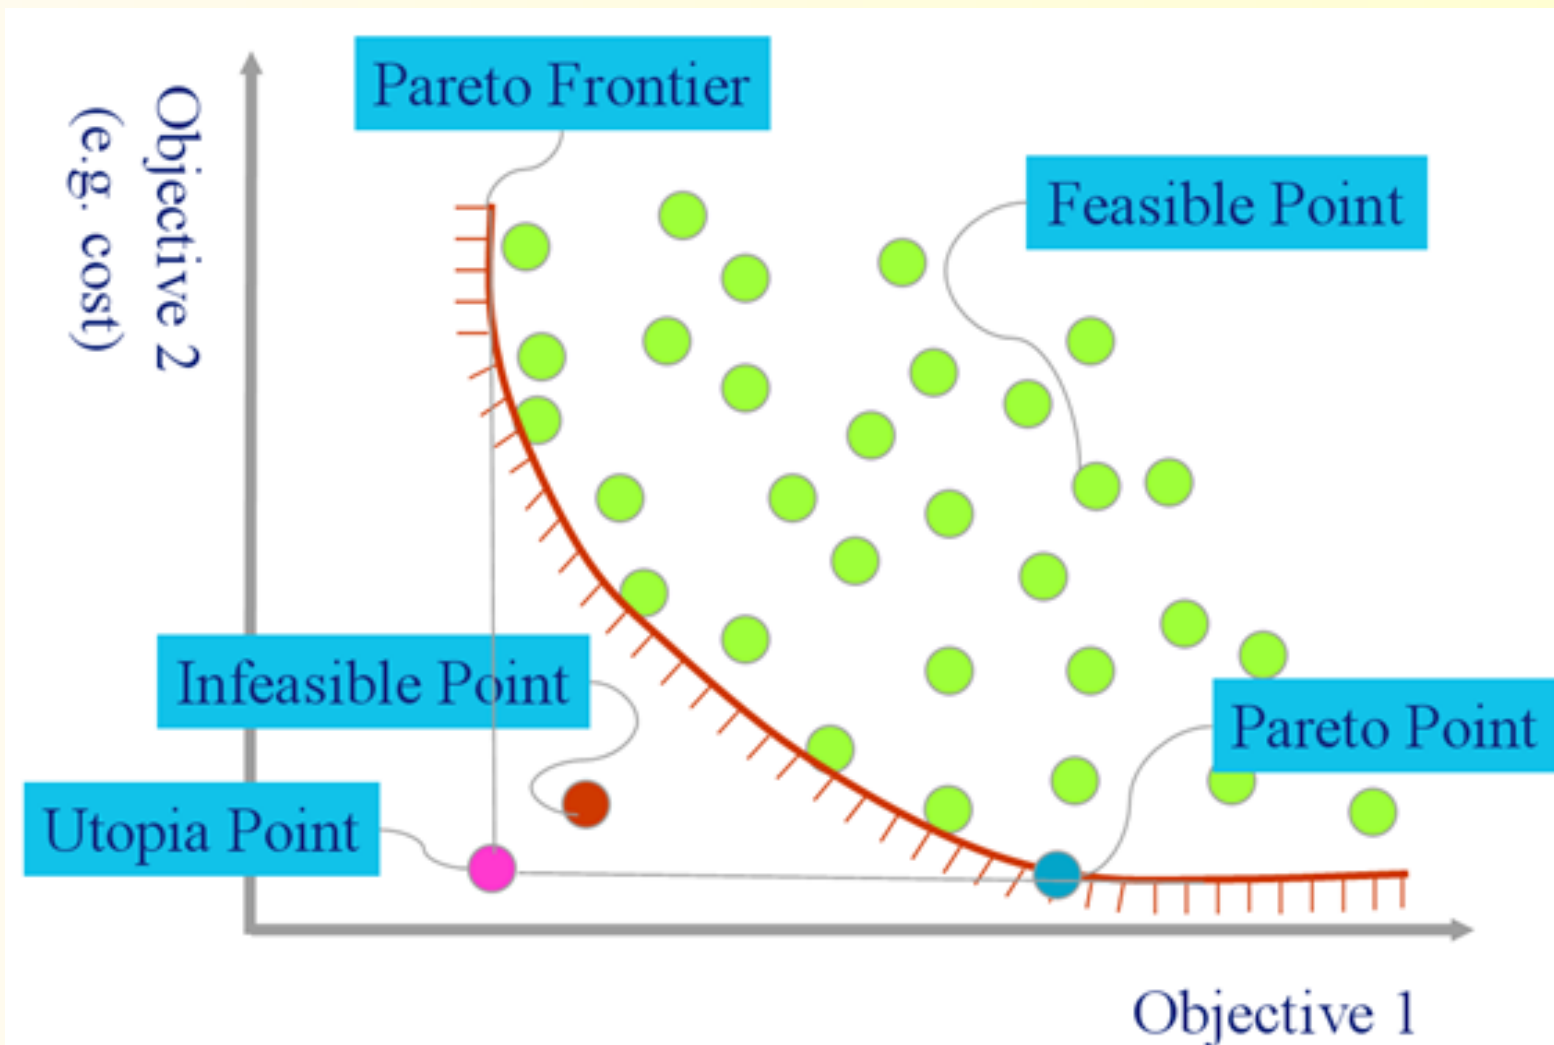 Pareto Frontier
Objective 2
(e.g. cost)
Feasible Point
Infeasible Point
Pareto Point
Utopia Point
Objective 1